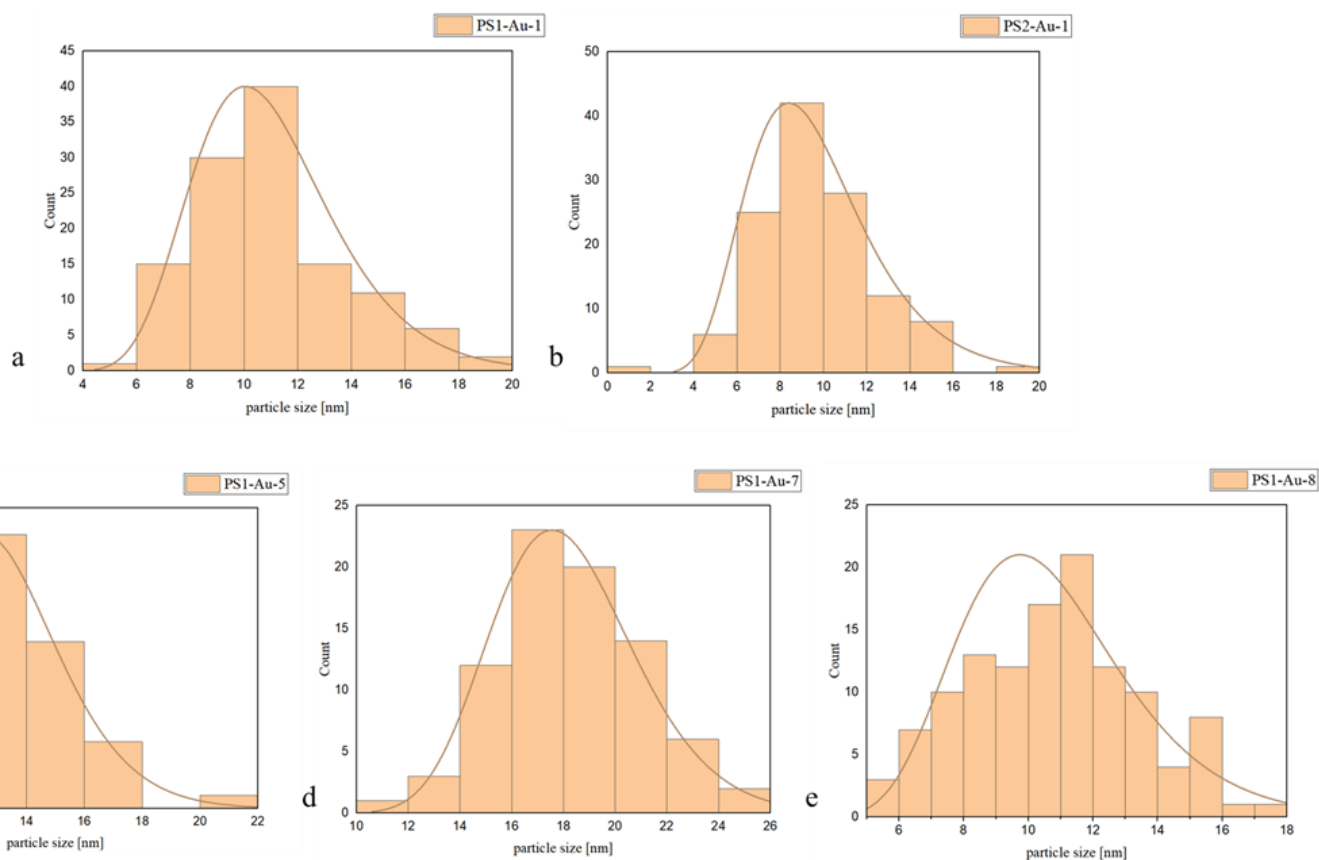 PS1-Au-1
45
40
35
30
25
20
15
10
5
0
Count
4 6 8 10 12 14 16 18 20
particle size [nm]
a
PS2-Au-1
50
40
30
20
10
0
Count
0 2 4 6 8 10 12 14 16 18 20
particle size [nm]
b
PS1-Au-5
14 16 18 20 22
particle size [nm]
PS1-Au-7
25
20
15
10
5
0
Count
10 12 14 16 18 20 22 24 26
particle size [nm]
d
PS1-Au-8
25
20
15
10
5
0
Count
6 8 10 12 14 16 18
particle size [nm]
e